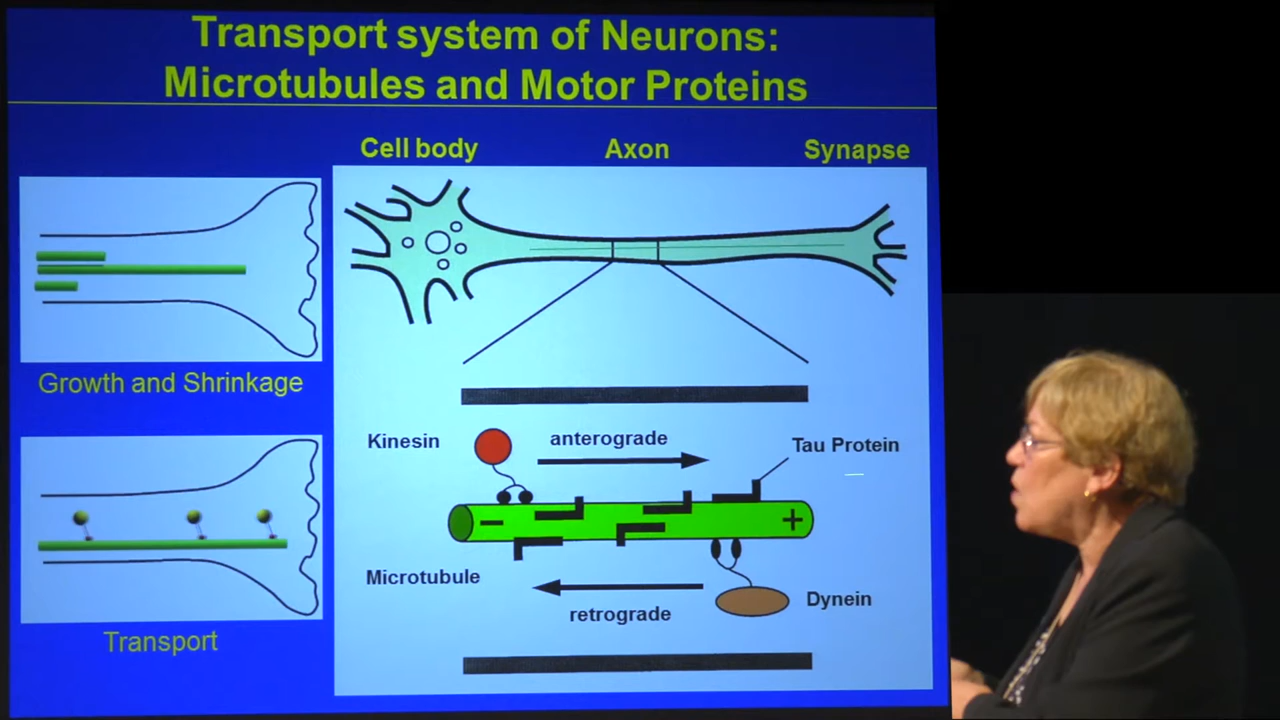 Transport system of Neurons:
Microtubules and Motor Proteins
Cell body
Axon
Synapse
Growth and Shrinkage
Kinesin
anterograde
Tau Protein
−
+
Microtubule
retrograde
Dynein
Transport